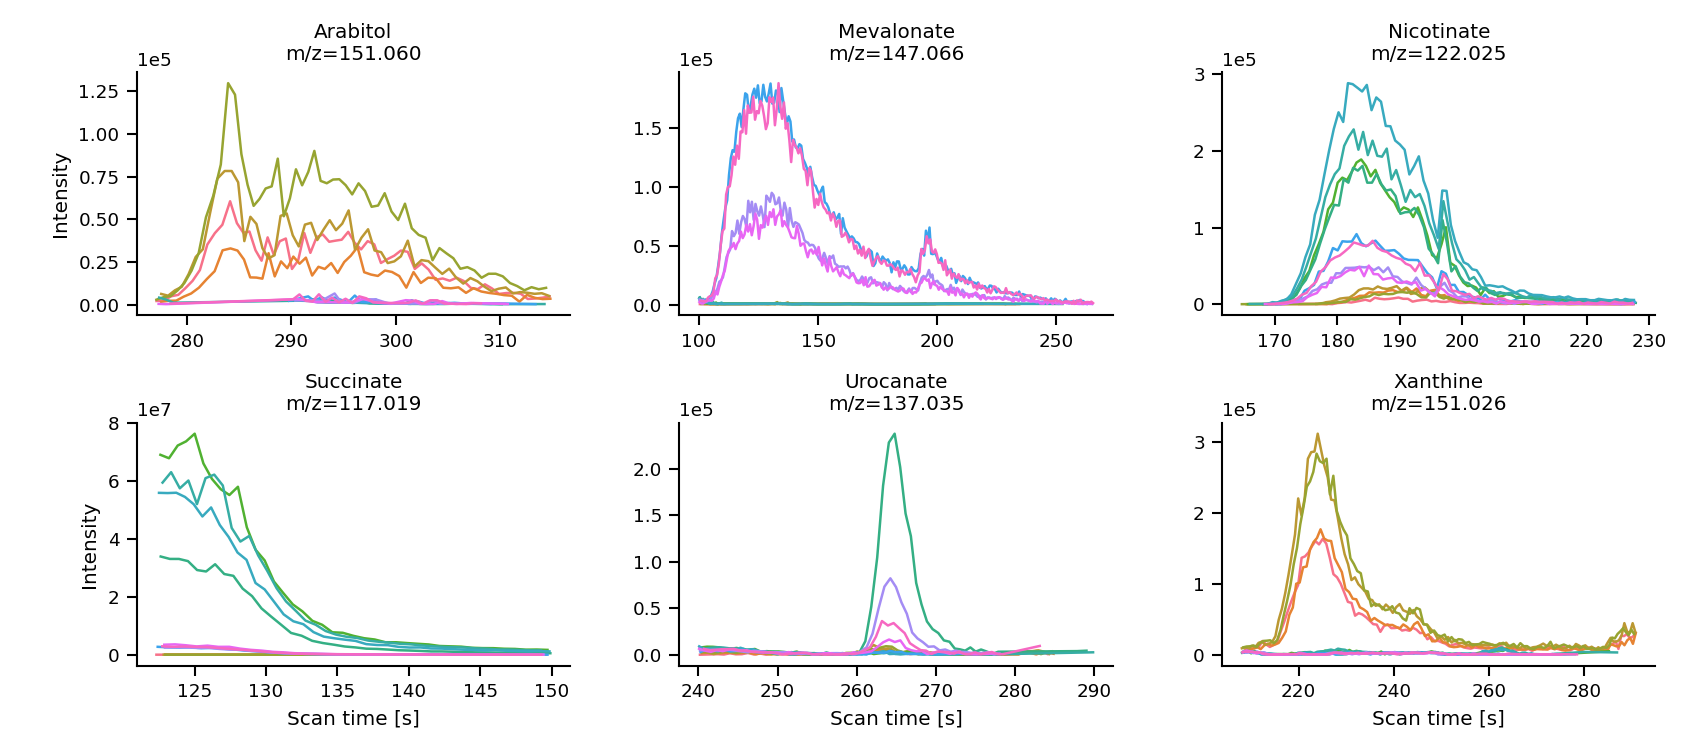 Arabitol
m/z=151.060
1e5
Intensity
1.25
1.00
0.75
0.50
0.25
0.00
280 290 300 310
Mevalonate
m/z=147.066
1e5
1.5
1.0
0.5
0.0
100 150 200 250
Nicotinate
m/z=122.025
1e5
3
2
1
0
170 180 190 200 210 220 230
Succinate
m/z=117.019
1e7
Intensity
8
6
4
2
0
125 130 135 140 145 150
Scan time [s]
Urocanate
m/z=137.035
1e5
2.0
1.5
1.0
0.5
0.0
240 250 260 270 280 290
Scan time [s]
Xanthine
m/z=151.026
1e5
3
2
1
0
220 240 260 280
Scan time [s]